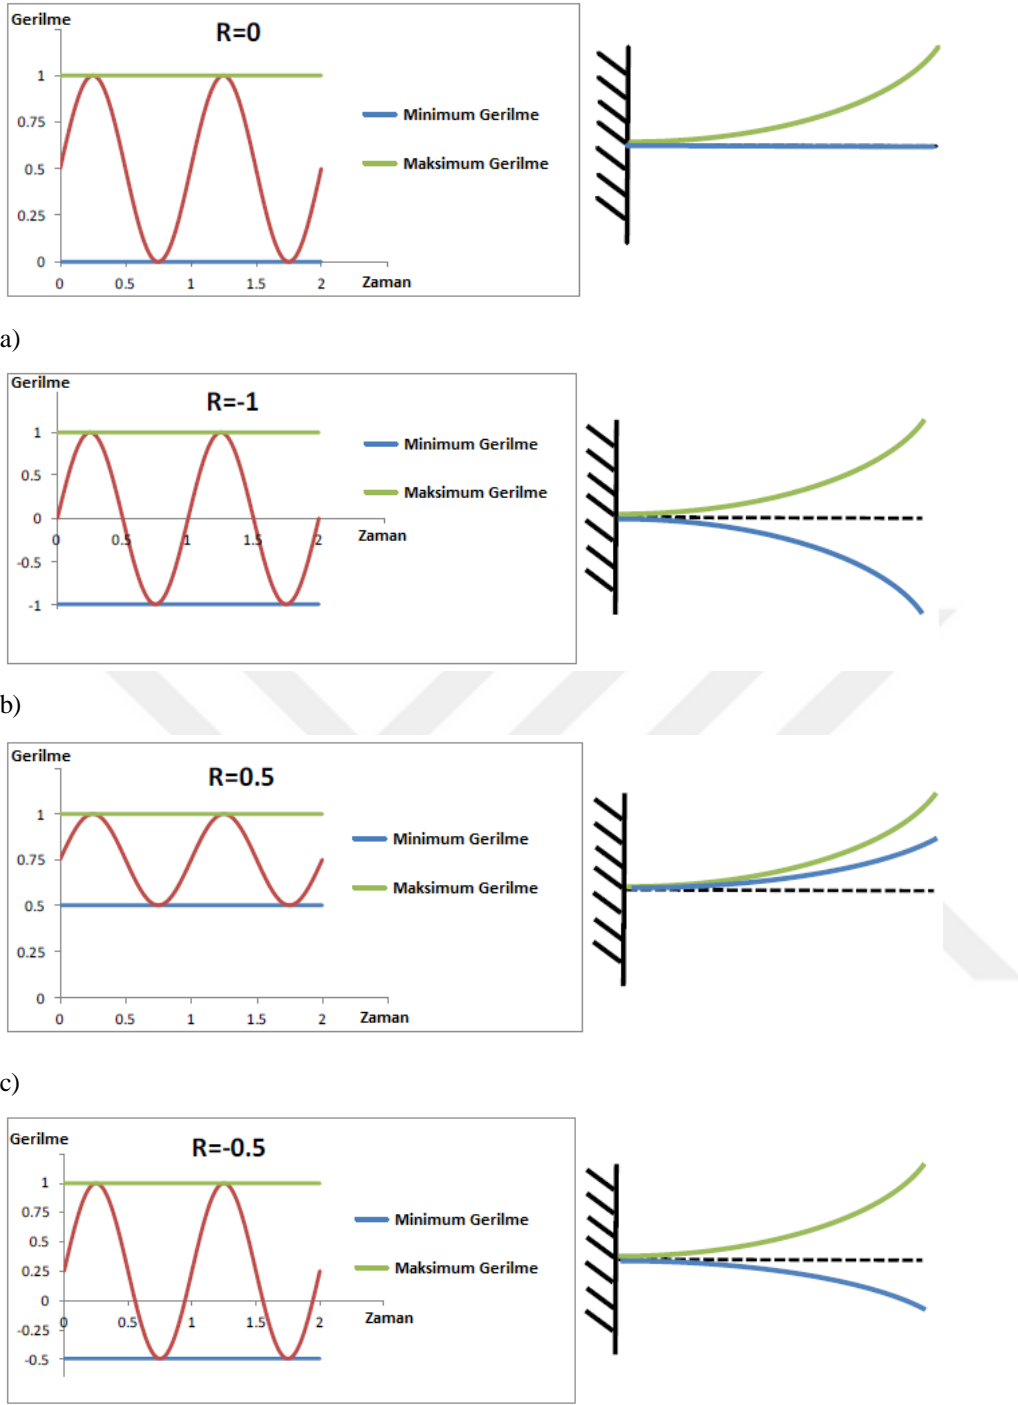 Gerilme
R=0
1
0.75
0.5
0.25
0
0 0.5 1 1.5 2 Zaman
Minimum Gerilme
Maksimum Gerilme
a)
Gerilme
R=-1
1
0.5
0
-0.5
-1
0 0.5 1 1.5 2 Zaman
Minimum Gerilme
Maksimum Gerilme
b)
Gerilme
R=0.5
1
0.75
0.5
0.25
0
0 0.5 1 1.5 2 Zaman
Minimum Gerilme
Maksimum Gerilme
c)
Gerilme
R=-0.5
1
0.75
0.5
0.25
0
-0.25
-0.5
0 0.5 1 1.5 2 Zaman
Minimum Gerilme
Maksimum Gerilme